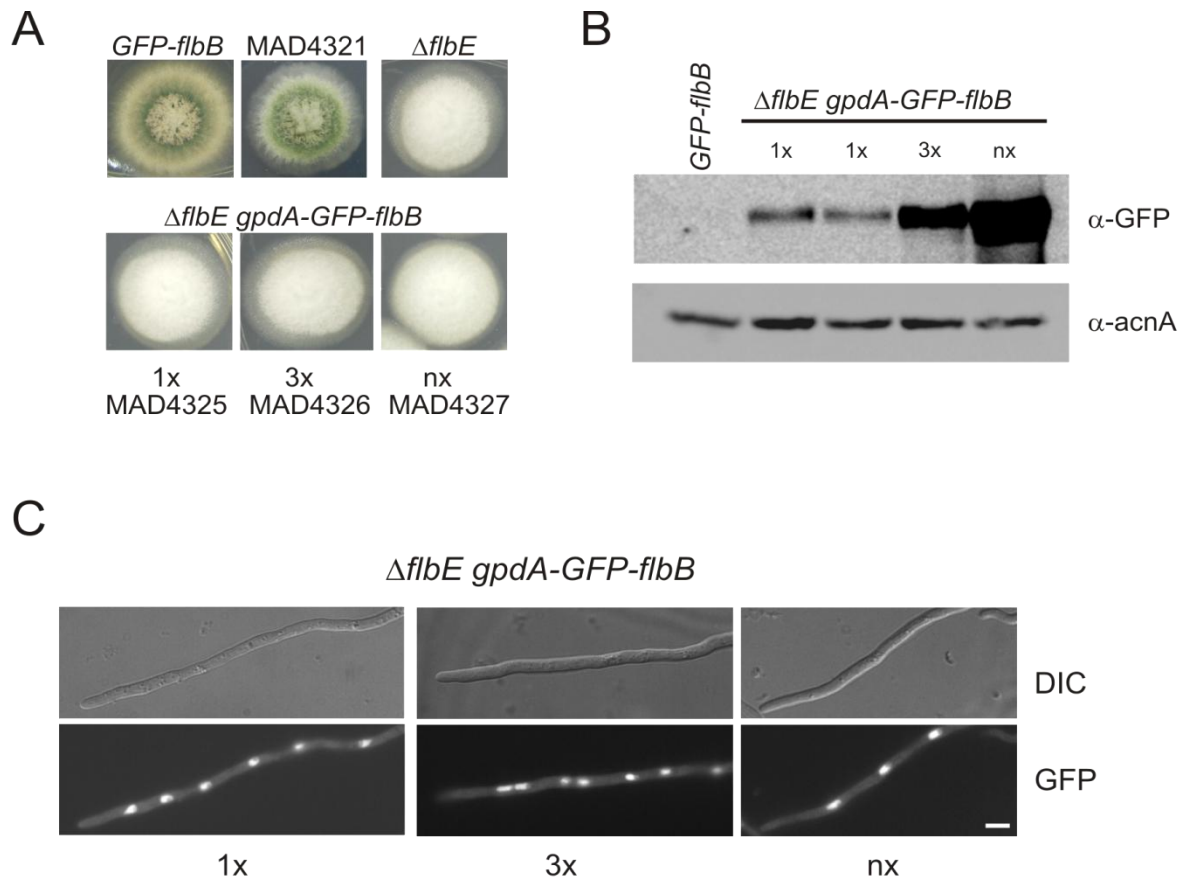 A
GFP-flbB MAD4321 ΔflbE
ΔflbE gpdA-GFP-flbB
1x 3x nx
MAD4325 MAD4326 MAD4327
B
GFP-flbB
ΔflbE gpdA-GFP-flbB
1x 1x 3x nx
α-GFP
α-acnA
C
ΔflbE gpdA-GFP-flbB
DIC
GFP
1x 3x nx